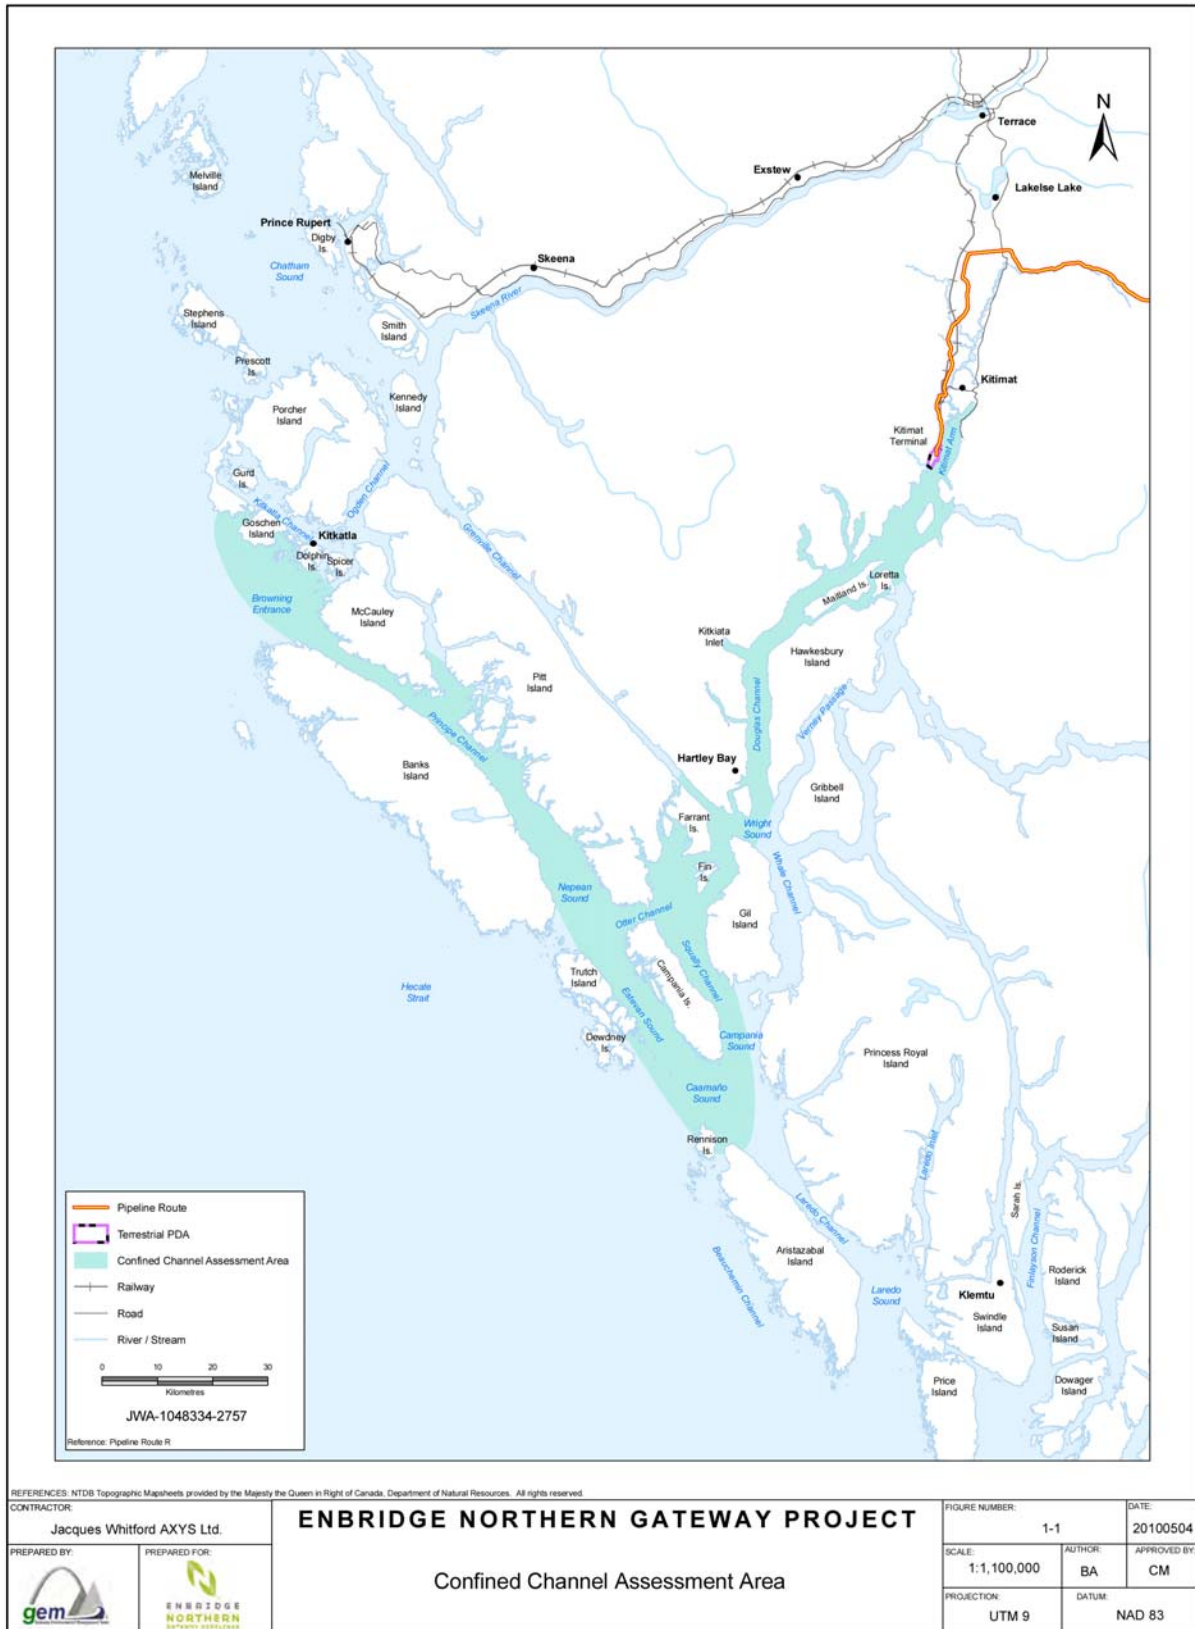 N
Terrace
Exstew
Lakelse Lake
Melville
Island
Prince Rupert
Digby
Is.
Chatham
Sound
Skeena
Skeena River
Stephens
Island
Smith
Island
Prescott
Is.
Kennedy
Island
Kitimat
Porcher
Island
Kitimat
Terminal
Kitimat Arm
Gurd
Is.
Ogden Channel
Kitkatla Channel
Goschen
Island
Kitkatla
Dolphin
Is.
Spicer
Is.
Grenville Channel
Loretta
Is.
Maitland Is.
Browning
Entrance
McCauley
Island
Kitkiata
Inlet
Hawkesbury
Island
Pitt
Island
Douglas Channel
Verney Passage
Principe Channel
Banks
Island
Hartley Bay
Gribbell
Island
Farrant
Is.
Wright
Sound
Fin
Is.
Whale Channel
Nepean
Sound
Otter Channel
Gil
Island
Squally Channel
Trutch
Island
Campania Is.
Hecate
Strait
Estevan Sound
Dewdney
Is.
Campania
Sound
Princess Royal
Island
Caamaño
Sound
Rennison
Is.
Laredo Inlet
Sarah Is.
Laredo Channel
Finlayson Channel
Aristazabal
Island
Beauchemin Channel
Roderick
Island
Laredo
Sound
Klemtu
Swindle
Island
Susan
Island
Price
Island
Dowager
Island
Pipeline Route
Terrestrial PDA
Confined Channel Assessment Area
Railway
Road
River / Stream
0 10 20 30
Kilometres
JWA-1048334-2757
Reference: Pipeline Route R
REFERENCES: NTDB Topographic Mapsheets provided by the Majesty the Queen in Right of Canada, Department of Natural Resources. All rights reserved.
CONTRACTOR:
Jacques Whitford AXYS Ltd.
PREPARED BY:
gem
PREPARED FOR:
ENBRIDGE
NORTHERN
ENBRIDGE NORTHERN GATEWAY PROJECT
Confined Channel Assessment Area
FIGURE NUMBER:
1-1
DATE:
20100504
SCALE:
1:1,100,000
AUTHOR:
BA
APPROVED BY:
CM
PROJECTION:
UTM 9
DATUM:
NAD 83